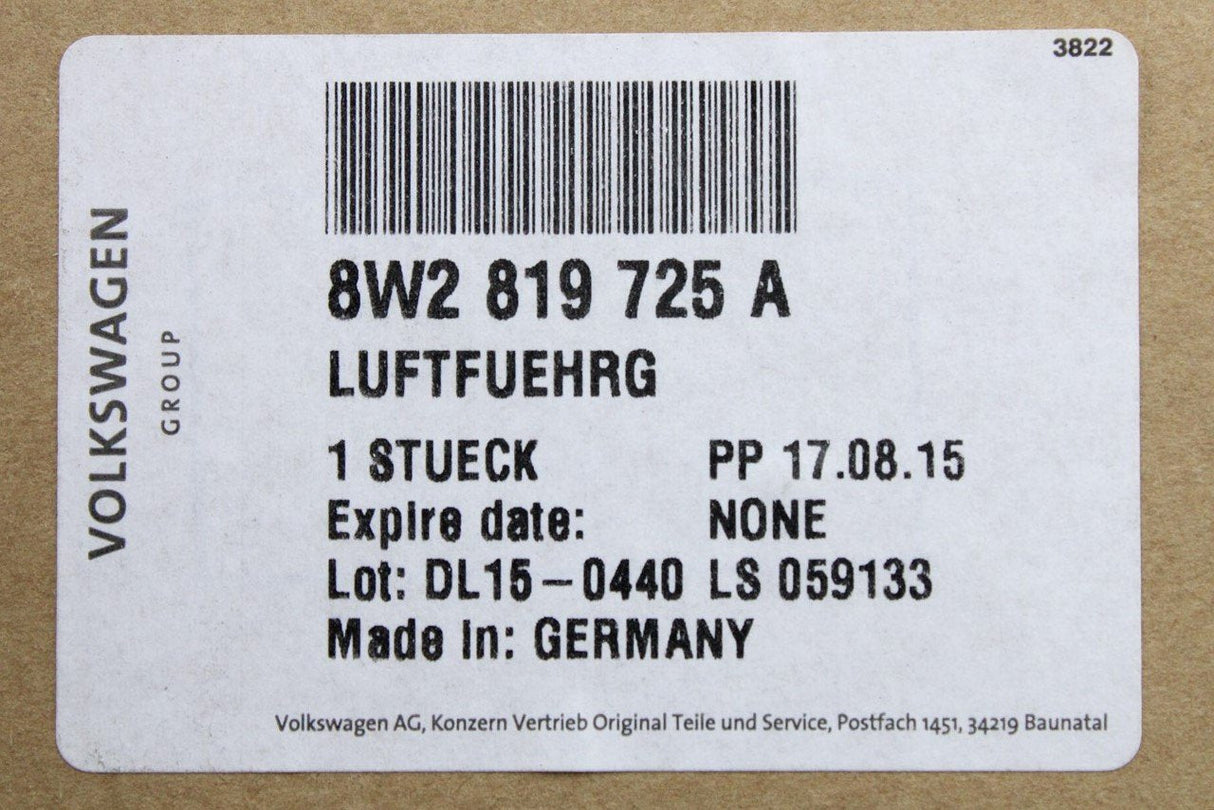 3822
VOLKSWAGEN
GROUP
8W2 819 725 A
LUFTFUEHRG
1 STUECK PP 17.08.15
Expire date: NONE
Lot: DL15-0440 LS 059133
Made in: GERMANY
Volkswagen AG, Konzern Vertrieb Original Teile und Service, Postfach 1451, 34219 Baunatal